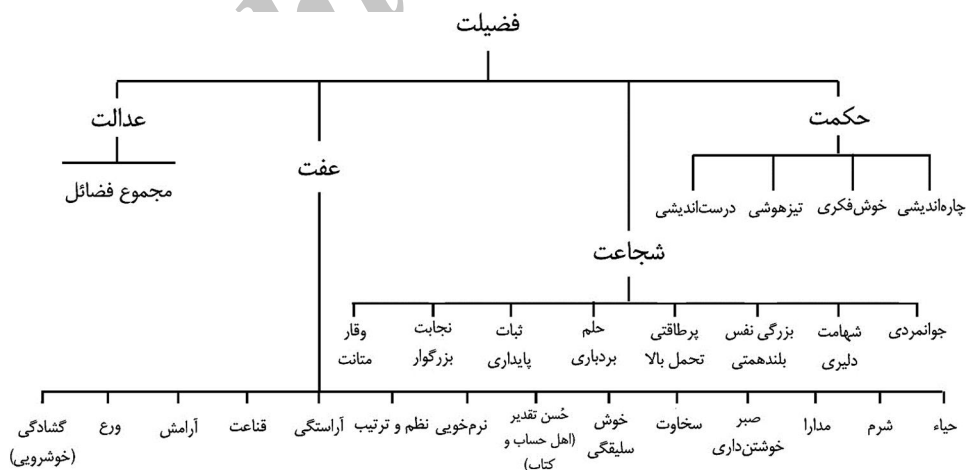 فضیلت
حکمت
عدالت
عفت
مجموع فضائل
چاره‌اندیشی
خوش‌فکری
تیزهوشی
درست‌اندیشی
شجاعت
جوانمردی
شهامت
دلیری
بزرگی نفس
بلندهمتی
پرطاقتی
تحمل بالا
حلم
بردباری
ثبات
پایداری
نجابت
بزرگوار
وقار
متانت
حیاء
شرم
مدارا
صبر
خوشتن‌داری
سخاوت
خوش
سلیقگی
حُسن تقدیر
(اهل حساب و
کتاب)
نرم‌خویی
نظم و ترتیب
آراستگی
قناعت
آرامش
ورع
گشادگی
(خوشرویی)